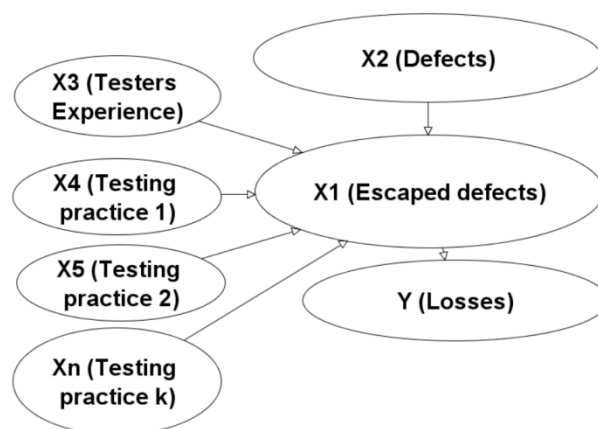 X2 (Defects)
X3 (Testers
Experience)
X4 (Testing
practice 1)
X1 (Escaped defects)
X5 (Testing
practice 2)
Y (Losses)
Xn (Testing
practice k)